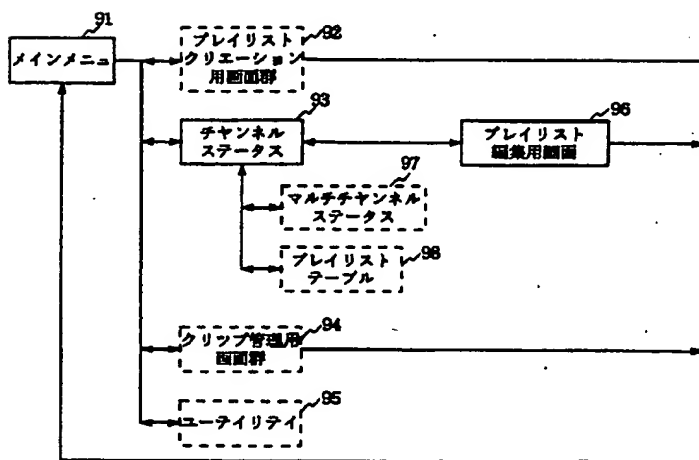 91
メインメニュ
92
プレイリスト
クリエーション
用画面群
93
チャンネル
ステータス
96
プレイリスト
編集用画面
97
マルチチャンネル
ステータス
98
プレイリスト
テーブル
94
クリップ管理用
画面群
95
ユーテイリテイ